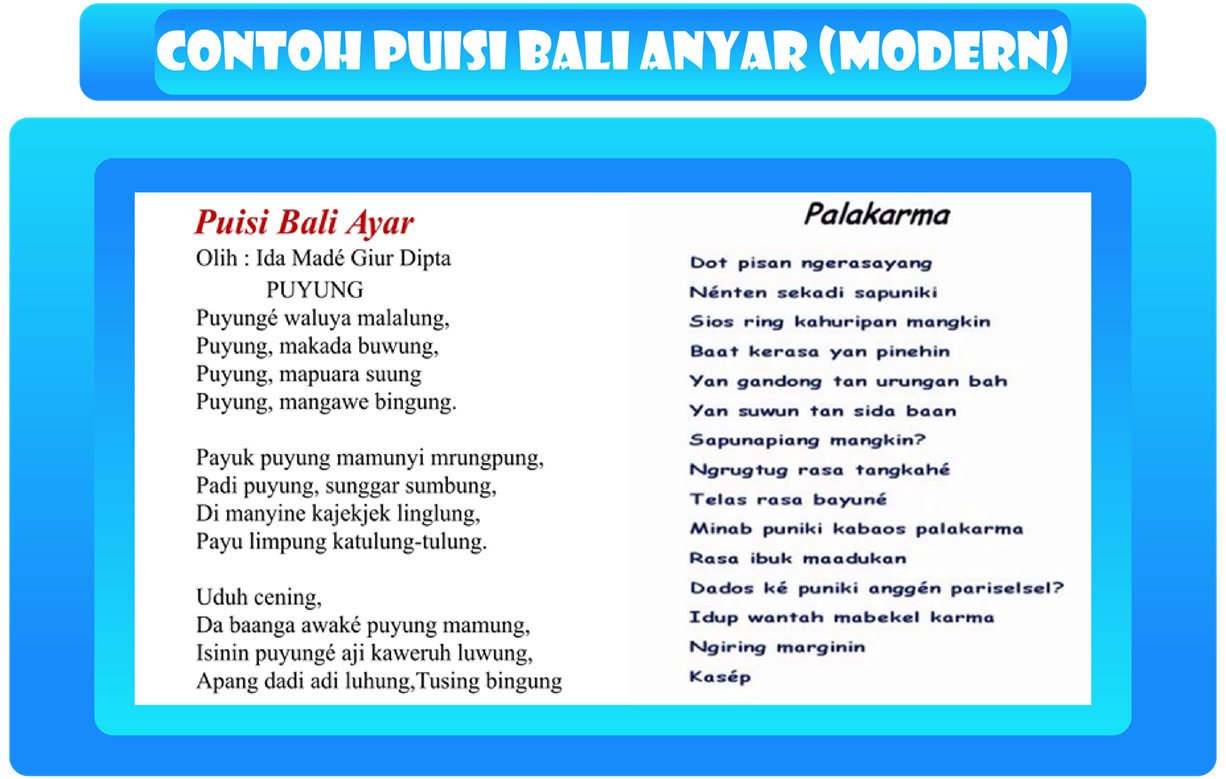 CONTOH PUISI BALI ANYAR (MODERN)
Puisi Bali Ayar
Olih : Ida Madé Giur Dipta
PUYUNG
Puyungé waluya malalung,
Puyung, makada buwung,
Puyung, mapuara suung
Puyung, mangawe bingung.
Payuk puyung mamunyi mrungpung,
Padi puyung, sunggar sumbung,
Di manyine kajekjek linglung,
Payu limpung katulung-tulung.
Uduh cening,
Da baanga awaké puyung mamung,
Isinin puyungé aji kaweruh luwung,
Apang dadi adi luhung,Tusing bingung
Palakarma
Dot pisan ngerasayang
Nénten sekadi sapuniki
Sios ring kahuripan mangkin
Baat kerasa yan pinehin
Yan gandong tan urungan bah
Yan suwun tan sida baan
Sapunapiang mangkin?
Ngrugtug rasa tangkahé
Telas rasa bayuné
Minab puniki kabaos palakarma
Rasa ibuk maadukan
Dados ké puniki anggén pariselsel?
Idup wantah mabekel karma
Ngiring marginin
Kasép